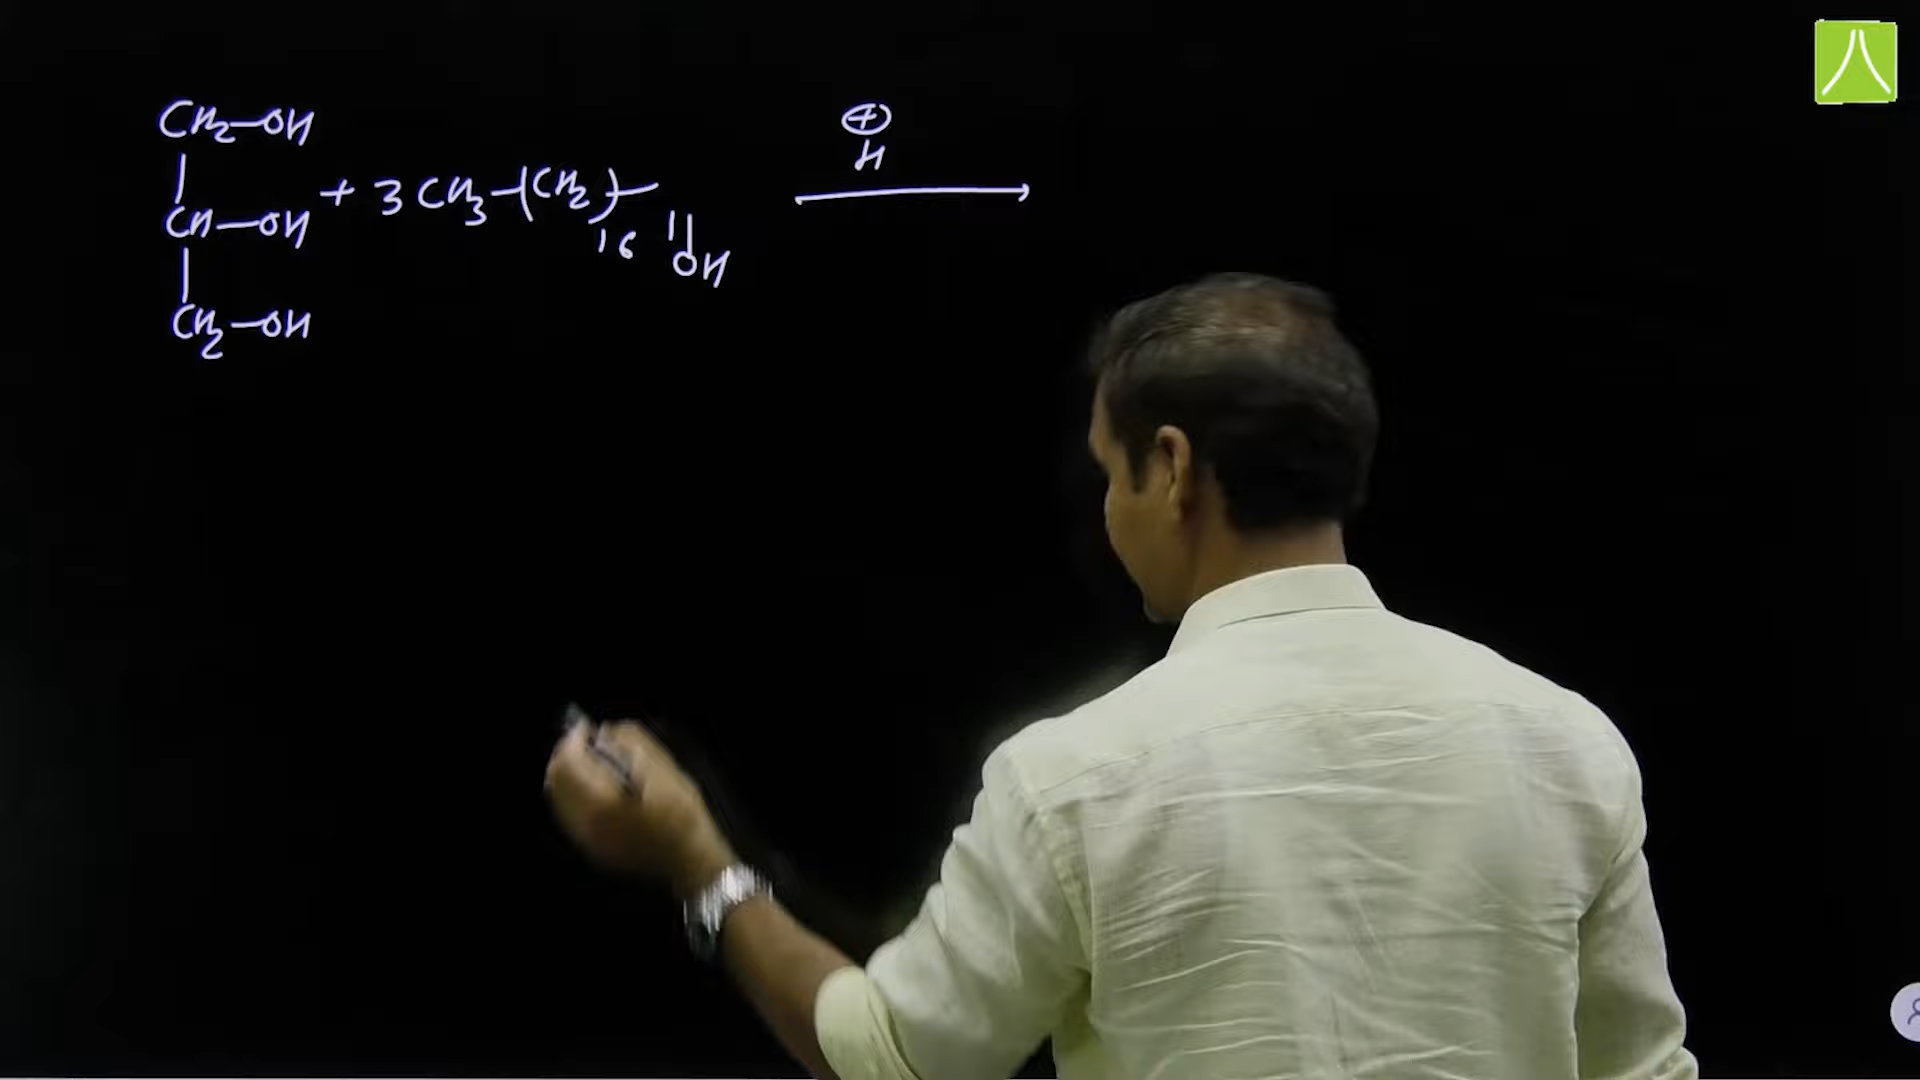 CH2—OH
CH—OH + 3 CH3—(CH2)—
16
OH
CH2—OH
⊕
H